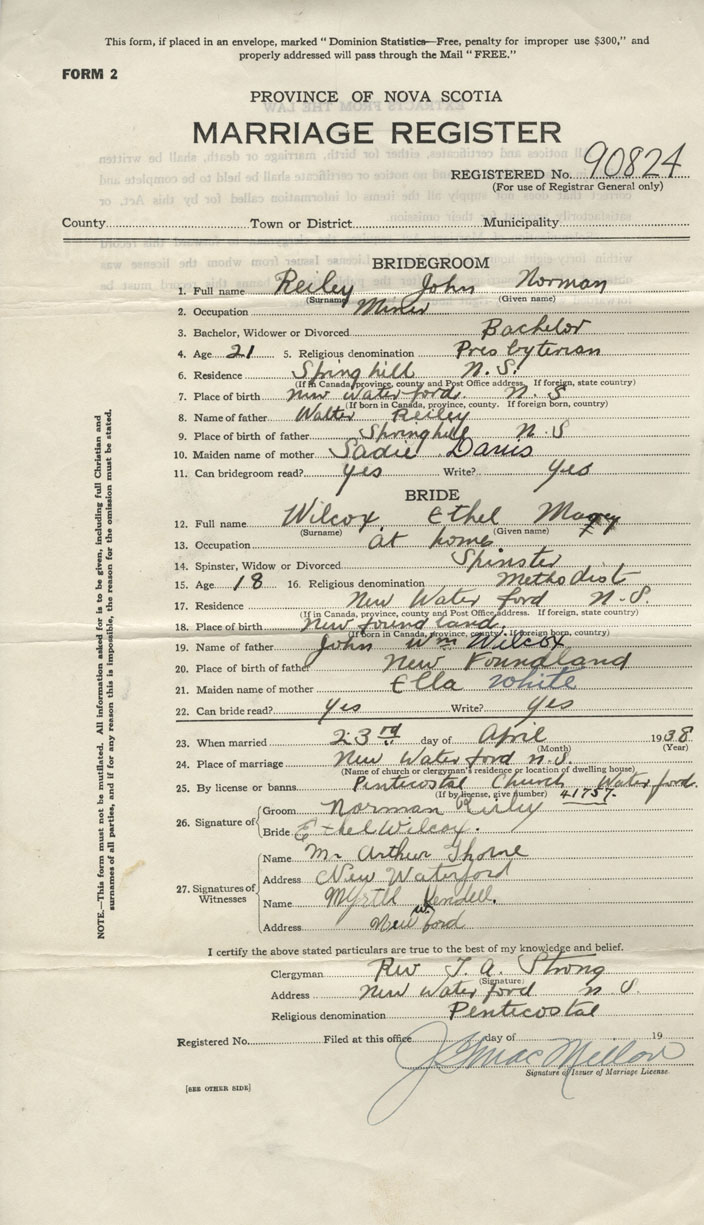 This form, if placed in an envelope, marked "Dominion Statistics—Free, penalty for improper use $300," and
properly addressed will pass through the Mail "FREE."
FORM 2
PROVINCE OF NOVA SCOTIA
MARRIAGE REGISTER
REGISTERED No. 90824
(For use of Registrar General only)
County Town or District Municipality
BRIDEGROOM
1. Full name Reiley John Norman
(Surname) (Given name)
2. Occupation Miner
3. Bachelor, Widower or Divorced Bachelor
4. Age 21 5. Religious denomination Presbyterian
6. Residence Springhill N.S.
(If in Canada, province, county and Post Office address. If foreign, state country)
7. Place of birth New Waterford. N. S
(If born in Canada, province, county. If foreign born, country)
8. Name of father Walter Reiley
9. Place of birth of father Springhill N.S
10. Maiden name of mother Sadie Davis
11. Can bridegroom read? yes Write? yes
BRIDE
12. Full name Wilcox, Ethel
(Surname) (Given name)
13. Occupation at home
14. Spinster, Widow or Divorced Spinster
15. Age 18 16. Religious denomination Methodist
17. Residence New Water ford N.S.
(If in Canada, province, county and Post Office address. If foreign, state country)
18. Place of birth New found land.
(If born in Canada, province, county. If foreign born, country)
19. Name of father John Wm Wilcox
20. Place of birth of father New Foundland
21. Maiden name of mother Ella White
22. Can bride read? yes Write? yes
23. When married 23rd day of April 1938
(Month) (Year)
24. Place of marriage New Water ford n.S.
(Name of church or clergyman's residence or location of dwelling house)
25. By license or banns Pentecostal Church Water ford.
(If by license, give number) 41757.
26. Signature of Groom Norman Reiley
Bride Ethel Wilcox.
27. Signatures of Witnesses
Name Mr Arthur Thorne
Address New Waterford
Name Myrtle Kendell.
Address New W. ford
I certify the above stated particulars are true to the best of my knowledge and belief.
Clergyman Rev T. A. Strong
(Signature)
Address New Water ford n S.
Religious denomination Pentecostal
Registered No. Filed at this office day of 19
J G Mac Mellon
Signature of Issuer of Marriage License.
[SEE OTHER SIDE]
NOTE.—This form must not be mutilated. All information asked for is to be given, including full Christian and
surnames of all parties, and if for any reason this is impossible, the reason for the omission must be stated.